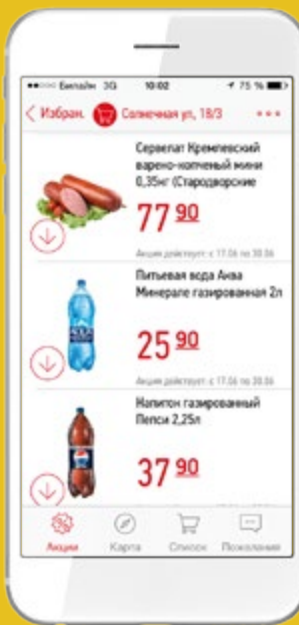 Билайн 3G 10:02 75 %
Избран. Солнечная ул, 18/3
Сервелат Кремлевский
варено-копченый мини
0,35кг (Стародворские
77 90
Акция действует: с 17.06 по 30.06
Питьевая вода Аква
Минерале газированная 2л
25 90
Акция действует: с 17.06 по 30.06
Напиток газированный
Пепси 2,25л
37 90
Акции Карта Список Пожелания